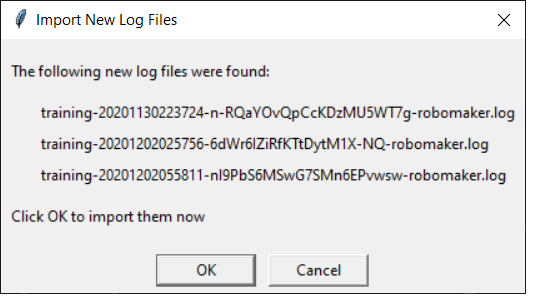 Import New Log Files
The following new log files were found:
training-20201130223724-n-RQaYOvQpCcKDzMU5WT7g-robomaker.log
training-20201202025756-6dWr6lZiRfKTtDytM1X-NQ-robomaker.log
training-20201202055811-nI9PbS6MSwG7SMn6EPvwsw-robomaker.log
Click OK to import them now
OK
Cancel